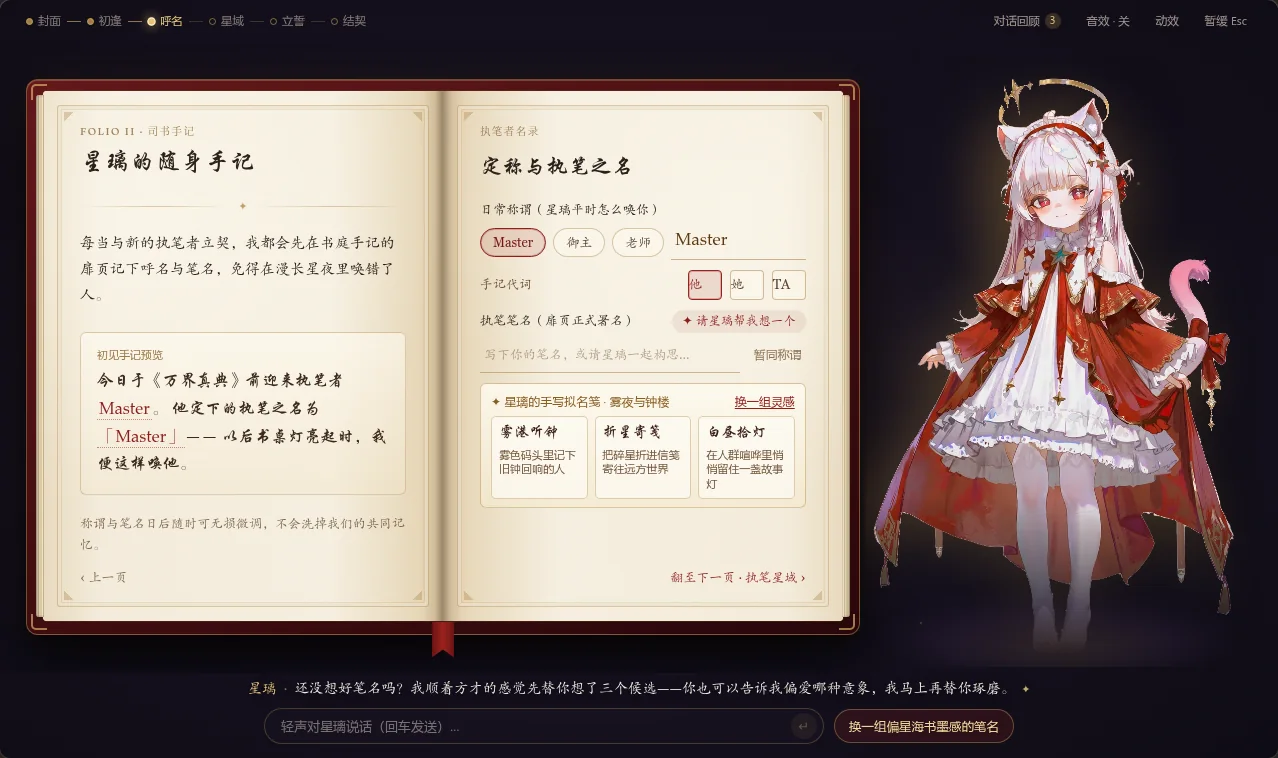 封面 初逢 呼名 星域 立誓 结契
对话回顾 3 音效 · 关 动效 暂缓 Esc
FOLIO II · 司书手记
星璃的随身手记
每当与新的执笔者立契，我都会先在书庭手记的
扉页记下呼名与笔名，免得在漫长星夜里唤错了
人。
初见手记预览
今日于《万界真典》前迎来执笔者
Master 。 他定下的执笔之名为
「Master」—— 以后书桌灯亮起时，我
便这样唤他。
称谓与笔名日后随时可无损微调，不会洗掉我们的共同记
忆。
‹ 上一页
执笔者名录
定称与执笔之名
日常称谓（星璃平时怎么唤你）
Master 御主 老师 Master
手记代词 他 她 TA
执笔笔名（扉页正式署名） ✦ 请星璃帮我想一个
写下你的笔名，或请星璃一起构思... 暂同称谓
✦ 星璃的手写拟名笺 · 雾夜与钟楼 换一组灵感
雾港听钟
雾色码头里记下
旧钟回响的人
折星寄笺
把碎星折进信笺
寄往远方世界
白昼拾灯
在人群喧哗里悄
悄留住一盏故事
灯
翻至下一页 · 执笔星域 ›
星璃 · 还没想好笔名吗？我顺着方才的感觉先替你想了三个候选——你也可以告诉我偏爱哪种意象，我马上再替你琢磨。 ✦
轻声对星璃说话（回车发送）... ↵ 换一组偏星海书墨感的笔名